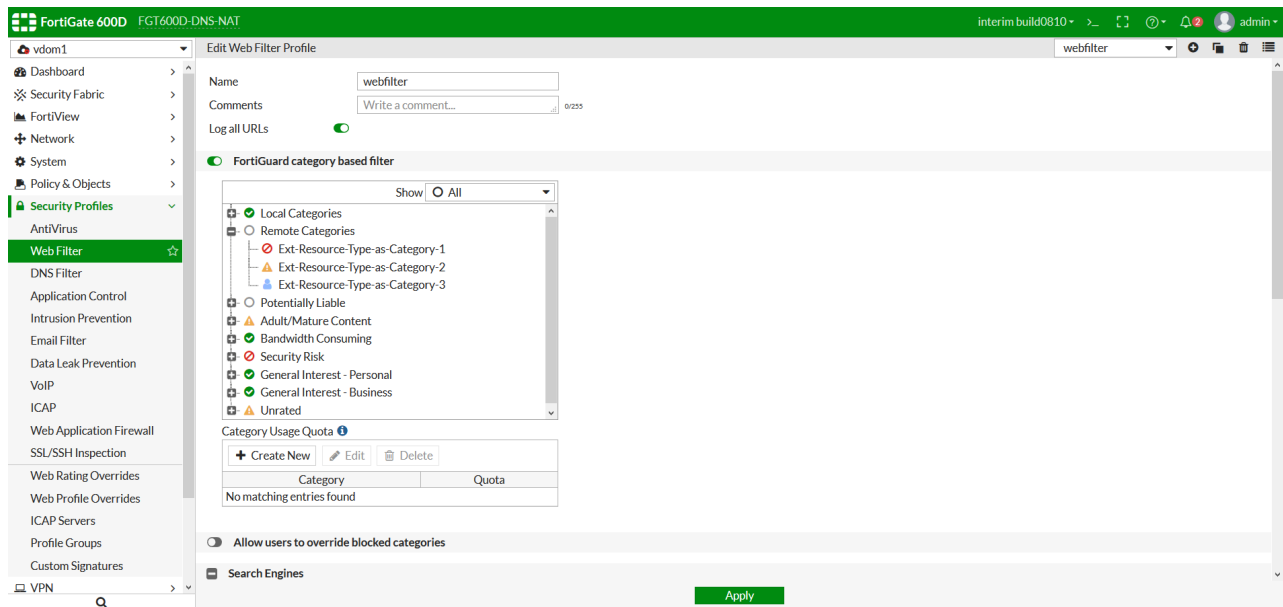 FortiGate 600D FGT600D-DNS-NAT interim build0810 >_ 2 admin
vdom1 Edit Web Filter Profile webfilter
Dashboard
Security Fabric
FortiView
Network
System
Policy & Objects
Security Profiles
AntiVirus
Web Filter
DNS Filter
Application Control
Intrusion Prevention
Email Filter
Data Leak Prevention
VoIP
ICAP
Web Application Firewall
SSL/SSH Inspection
Web Rating Overrides
Web Profile Overrides
ICAP Servers
Profile Groups
Custom Signatures
VPN
Name webfilter
Comments Write a comment... 0/255
Log all URLs
FortiGuard category based filter
Show All
Local Categories
Remote Categories
Ext-Resource-Type-as-Category-1
Ext-Resource-Type-as-Category-2
Ext-Resource-Type-as-Category-3
Potentially Liable
Adult/Mature Content
Bandwidth Consuming
Security Risk
General Interest - Personal
General Interest - Business
Unrated
Category Usage Quota
+ Create New Edit Delete
Category Quota
No matching entries found
Allow users to override blocked categories
Search Engines
Apply